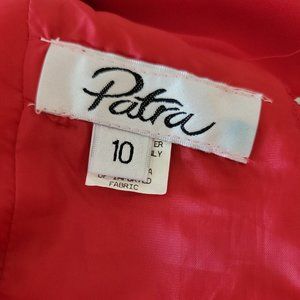 Patra
10
OF IMPORTED
FABRIC